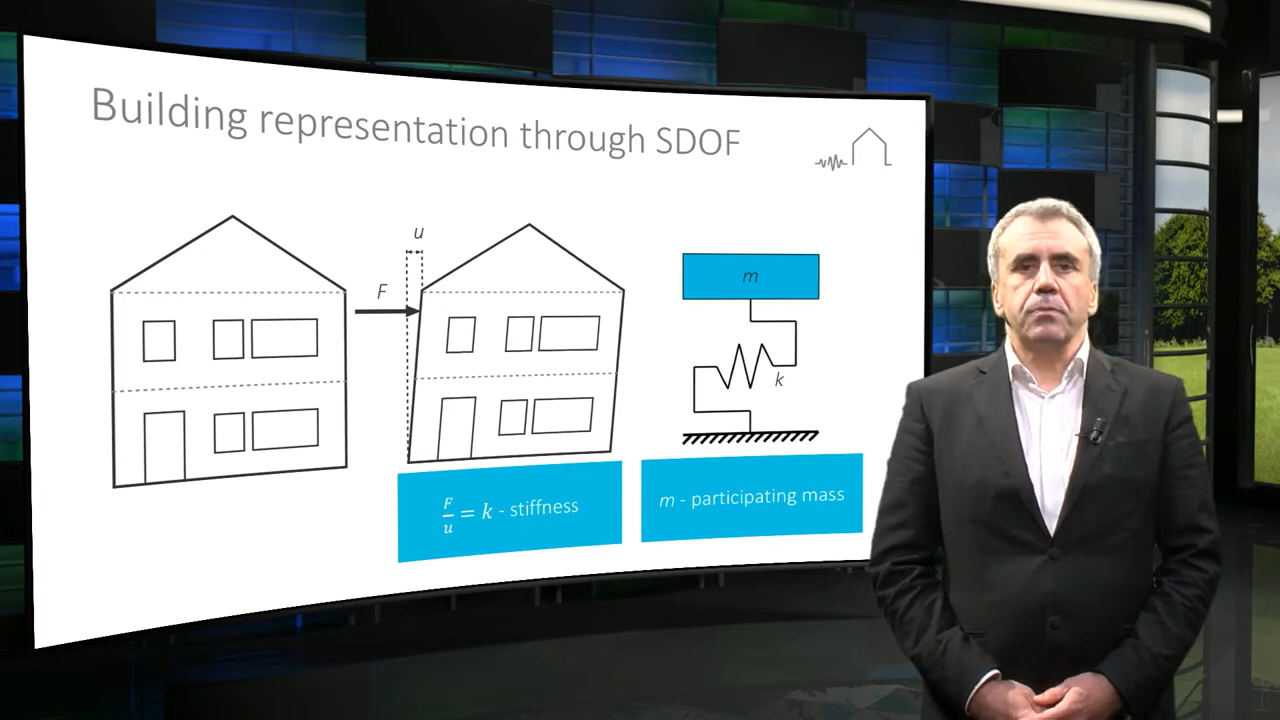 Building representation through SDOF
u
F
m
k
F/u = k - stiffness
m - participating mass